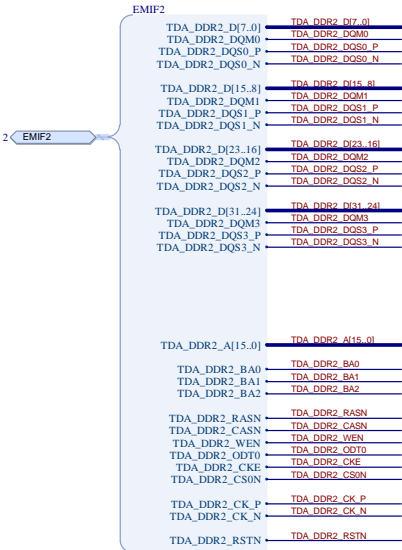 EMIF2
TDA_DDR2_D[7..0] TDA_DDR2_D[7..0]
TDA_DDR2_DQM0 TDA_DDR2_DQM0
TDA_DDR2_DQS0_P TDA_DDR2_DQS0_P
TDA_DDR2_DQS0_N TDA_DDR2_DQS0_N
TDA_DDR2_D[15..8] TDA_DDR2_D[15..8]
TDA_DDR2_DQM1 TDA_DDR2_DQM1
TDA_DDR2_DQS1_P TDA_DDR2_DQS1_P
TDA_DDR2_DQS1_N TDA_DDR2_DQS1_N
2 EMIF2
TDA_DDR2_D[23..16] TDA_DDR2_D[23..16]
TDA_DDR2_DQM2 TDA_DDR2_DQM2
TDA_DDR2_DQS2_P TDA_DDR2_DQS2_P
TDA_DDR2_DQS2_N TDA_DDR2_DQS2_N
TDA_DDR2_D[31..24] TDA_DDR2_D[31..24]
TDA_DDR2_DQM3 TDA_DDR2_DQM3
TDA_DDR2_DQS3_P TDA_DDR2_DQS3_P
TDA_DDR2_DQS3_N TDA_DDR2_DQS3_N
TDA_DDR2_A[15..0] TDA_DDR2_A[15..0]
TDA_DDR2_BA0 TDA_DDR2_BA0
TDA_DDR2_BA1 TDA_DDR2_BA1
TDA_DDR2_BA2 TDA_DDR2_BA2
TDA_DDR2_RASN TDA_DDR2_RASN
TDA_DDR2_CASN TDA_DDR2_CASN
TDA_DDR2_WEN TDA_DDR2_WEN
TDA_DDR2_ODT0 TDA_DDR2_ODT0
TDA_DDR2_CKE TDA_DDR2_CKE
TDA_DDR2_CS0N TDA_DDR2_CS0N
TDA_DDR2_CK_P TDA_DDR2_CK_P
TDA_DDR2_CK_N TDA_DDR2_CK_N
TDA_DDR2_RSTN TDA_DDR2_RSTN